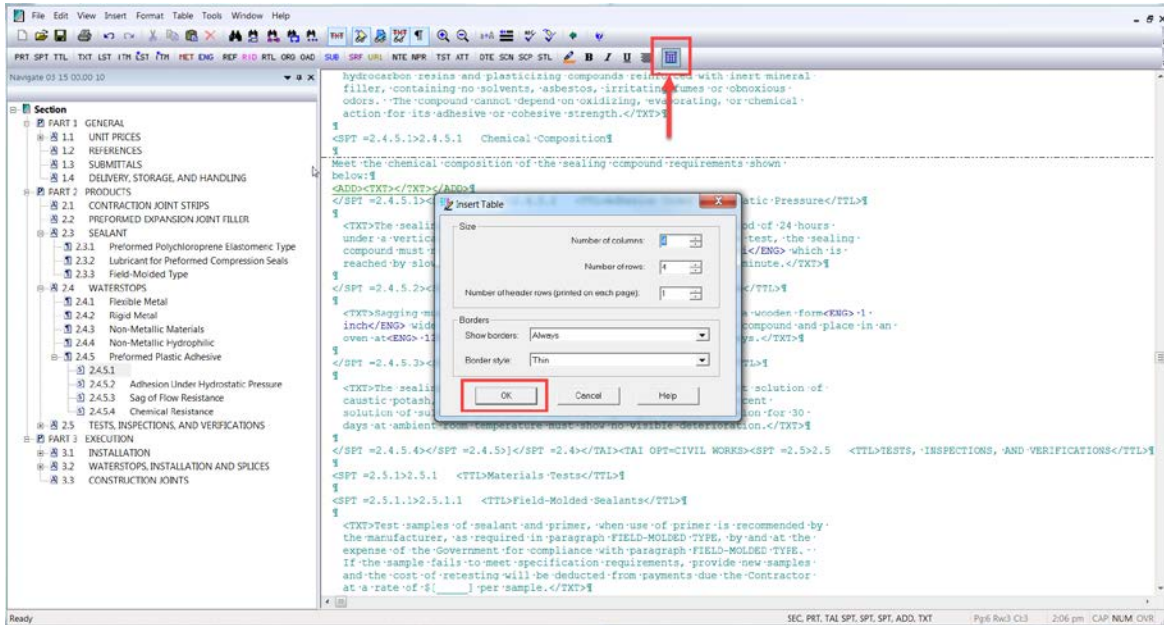 File Edit View Insert Format Table Tools Window Help
PRT SPT TTL TXT LST ITM LST ITM MET ENG REF RID RTL ORG OAD SUB SRF URL NTE NPR TST ATT DTE SCN SCP STL B I U
Navigate 03 15 00.00 10
Section
PART 1 GENERAL
1.1 UNIT PRICES
1.2 REFERENCES
1.3 SUBMITTALS
1.4 DELIVERY, STORAGE, AND HANDLING
PART 2 PRODUCTS
2.1 CONTRACTION JOINT STRIPS
2.2 PREFORMED EXPANSION JOINT FILLER
2.3 SEALANT
2.3.1 Preformed Polychloroprene Elastomeric Type
2.3.2 Lubricant for Preformed Compression Seals
2.3.3 Field-Molded Type
2.4 WATERSTOPS
2.4.1 Flexible Metal
2.4.2 Rigid Metal
2.4.3 Non-Metallic Materials
2.4.4 Non-Metallic Hydrophilic
2.4.5 Preformed Plastic Adhesive
2.4.5.1
2.4.5.2 Adhesion Under Hydrostatic Pressure
2.4.5.3 Sag of Flow Resistance
2.4.5.4 Chemical Resistance
2.5 TESTS, INSPECTIONS, AND VERIFICATIONS
PART 3 EXECUTION
3.1 INSTALLATION
3.2 WATERSTOPS, INSTALLATION AND SPLICES
3.3 CONSTRUCTION JOINTS
hydrocarbon resins and plasticizing compounds reinforced with inert mineral
filler, containing no solvents, asbestos, irritating fumes or obnoxious
odors. The compound cannot depend on oxidizing, evaporating, or chemical
action for its adhesive or cohesive strength.</TXT>¶
¶
<SPT =2.4.5.1>2.4.5.1 Chemical Composition¶
¶
Meet the chemical composition of the sealing compound requirements shown
below:¶
<ADD><TXT></TXT></ADD>¶
</SPT =2.4.5.1>< atic Pressure</TTL>¶
¶
<TXT>The sealin od of 24 hours
under a vertica test, the sealing
compound must i</ENG> which is
reached by slow minute.</TXT>¶
¶
</SPT =2.4.5.2>< </TTL>¶
¶
<TXT>Sagging mu a wooden form<ENG> 1
inch</ENG> wide compound and place in an
oven at<ENG> ys.</TXT>¶
¶
</SPT =2.4.5.3>< TL>¶
¶
<TXT>The sealin t solution of
caustic potash, cent
solution of sul ion for 30
days at ambient room temperature must show no visible deterioration.</TXT>¶
¶
</SPT =2.4.5.4></SPT =2.4.5>]</SPT =2.4></TAI><TAI OPT=CIVIL WORKS><SPT =2.5>2.5 <TTL>TESTS, INSPECTIONS, AND VERIFICATIONS</TTL>¶
¶
<SPT =2.5.1>2.5.1 <TTL>Materials Tests</TTL>¶
¶
<SPT =2.5.1.1>2.5.1.1 <TTL>Field-Molded Sealants</TTL>¶
¶
<TXT>Test samples of sealant and primer, when use of primer is recommended by
the manufacturer, as required in paragraph FIELD-MOLDED TYPE, by and at the
expense of the Government for compliance with paragraph FIELD-MOLDED TYPE.
If the sample fails to meet specification requirements, provide new samples
and the cost of retesting will be deducted from payments due the Contractor
at a rate of $[_____] per sample.</TXT>¶
Insert Table
Size
Number of columns: 4
Number of rows: 4
Number of header rows (printed on each page): 1
Borders
Show borders: Always
Border style: Thin
OK Cancel Help
Ready
SEC, PRT, TAI, SPT, SPT, SPT, ADD, TXT Pg:6 Rw:3 Cl:3 2:06 pm CAP NUM OVR